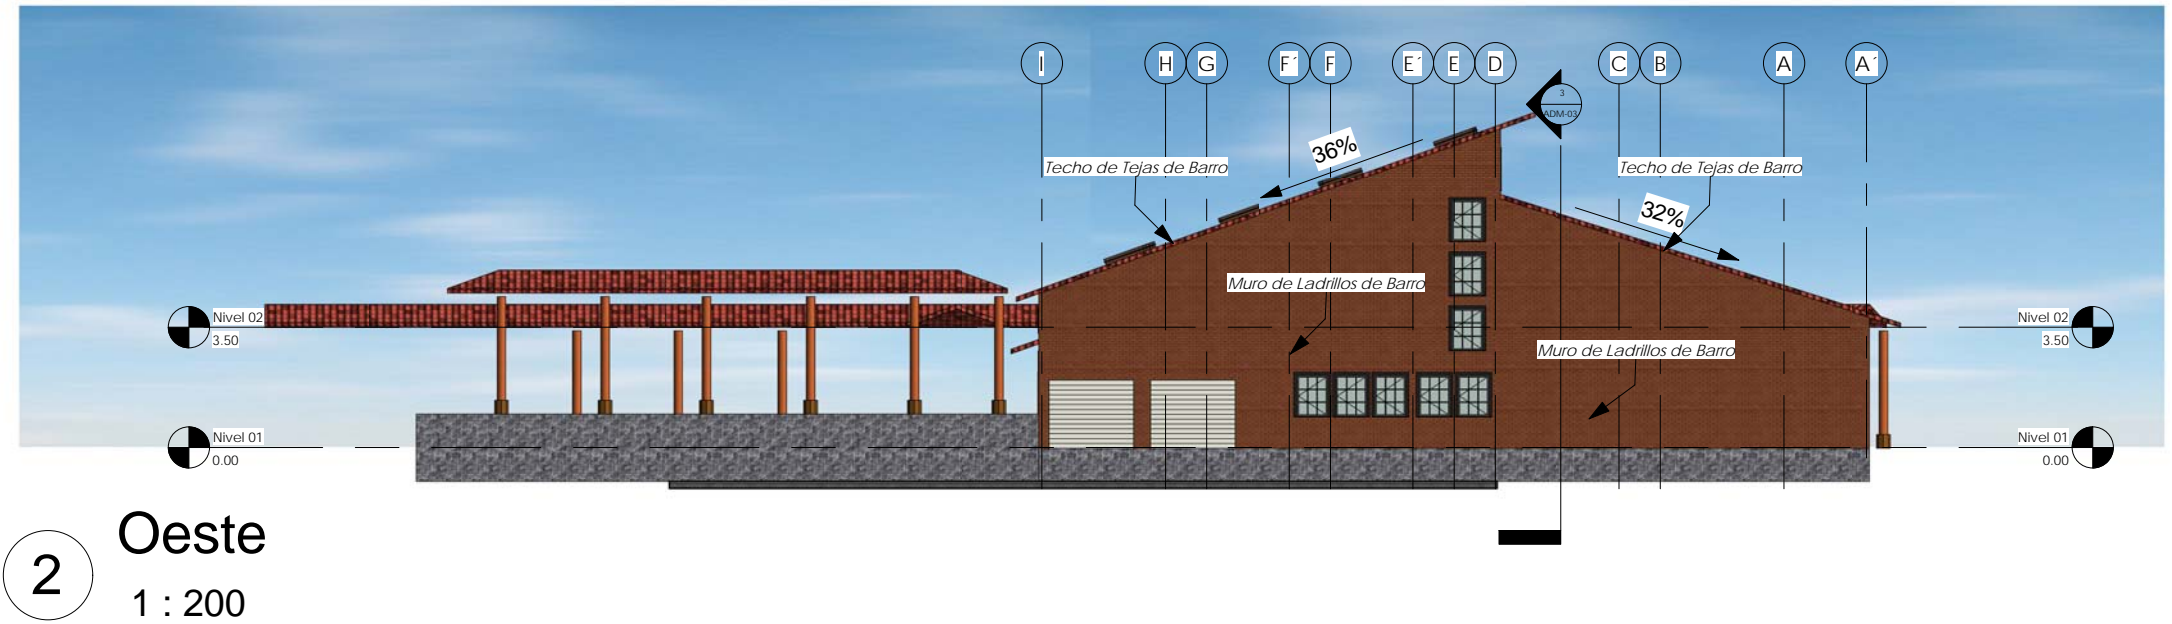 I H G F´ F E´ E D C B A A´
3
ADM-03
36%
Techo de Tejas de Barro
Techo de Tejas de Barro
32%
Muro de Ladrillos de Barro
Nivel 02
3.50
Nivel 02
3.50
Muro de Ladrillos de Barro
Nivel 01
0.00
Nivel 01
0.00
2
Oeste
1 : 200